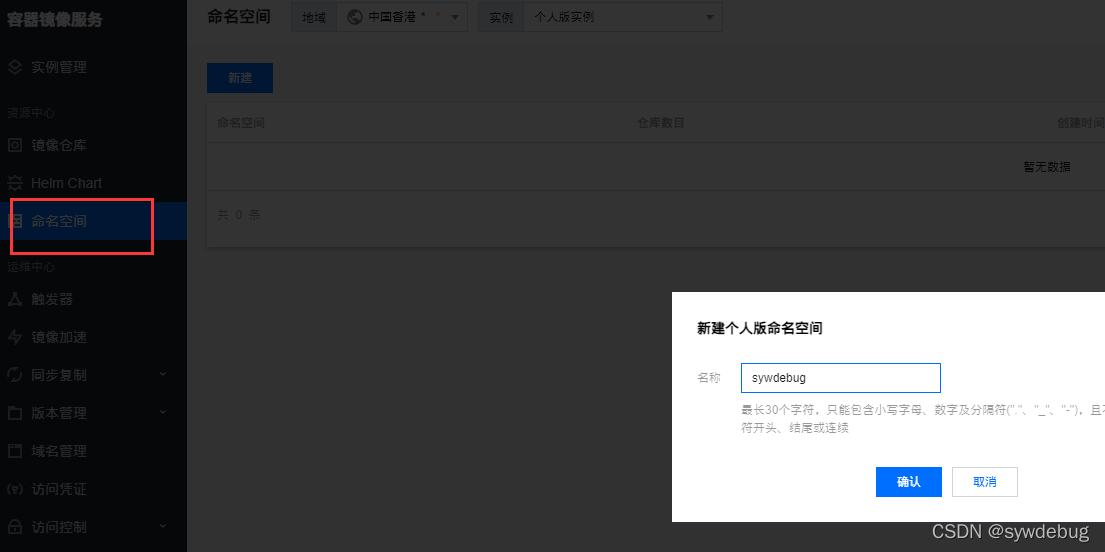 容器镜像服务
实例管理
资源中心
镜像仓库
Helm Chart
命名空间
运维中心
触发器
镜像加速
同步复制
版本管理
域名管理
访问凭证
访问控制
命名空间 地域 中国香港 实例 个人版实例
新建
命名空间 仓库数目 创建时间
暂无数据
共 0 条
新建个人版命名空间
名称 sywdebug
最长30个字符，只能包含小写字母、数字及分隔符("."、"_"、"-")，且
符开头、结尾或连续
确认 取消
CSDN @sywdebug